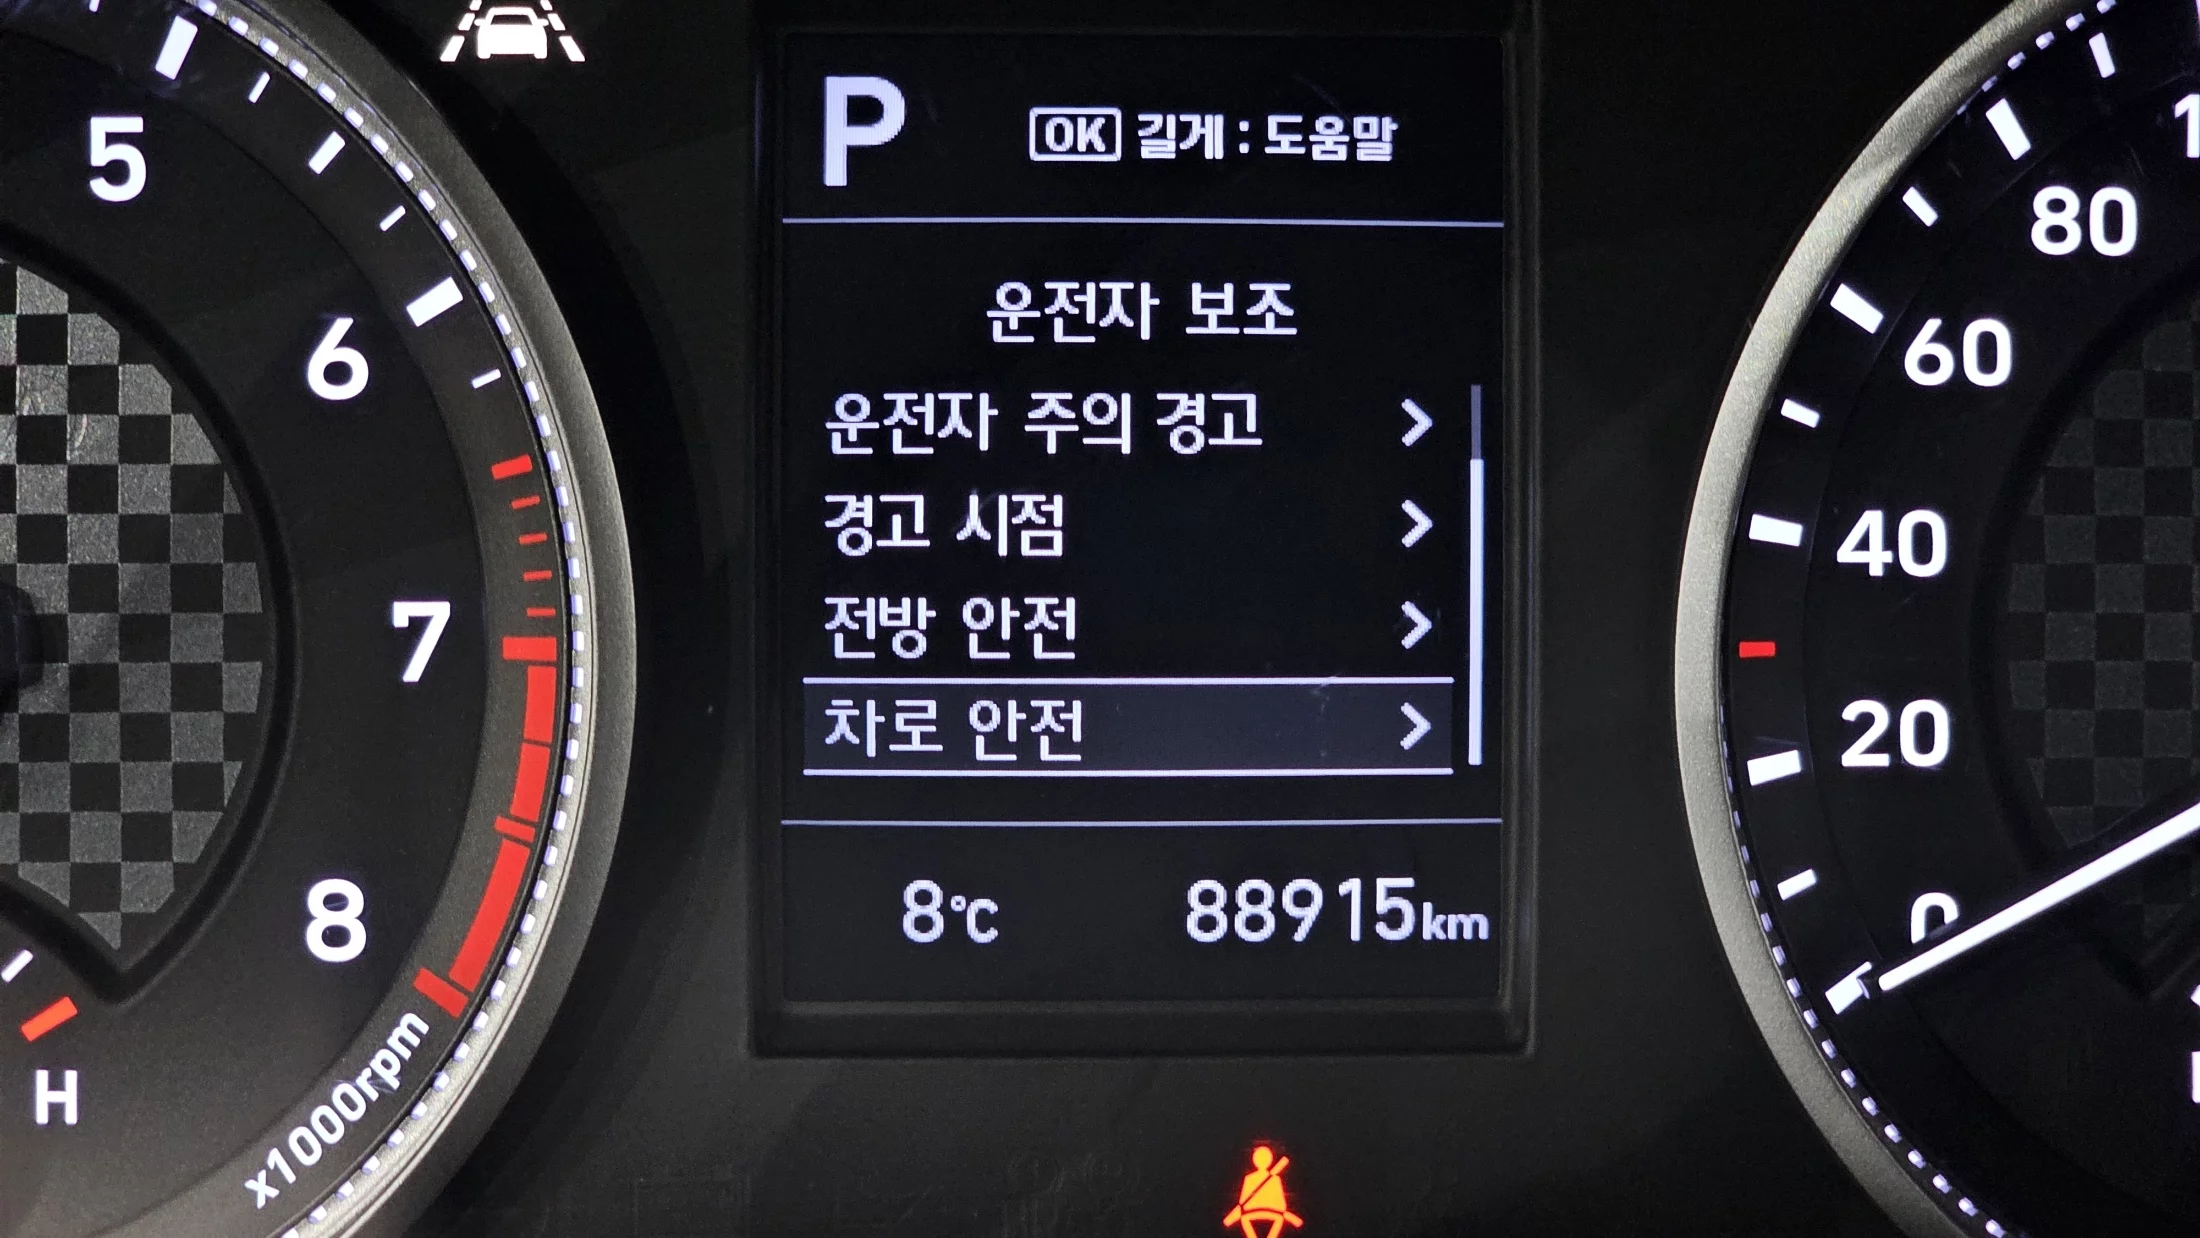 P
OK 길게 : 도움말
운전자 보조
운전자 주의 경고 >
경고 시점 >
전방 안전 >
차로 안전 >
8℃ 88915km
5
6
7
8
x1000rpm
H
80
60
40
20
0